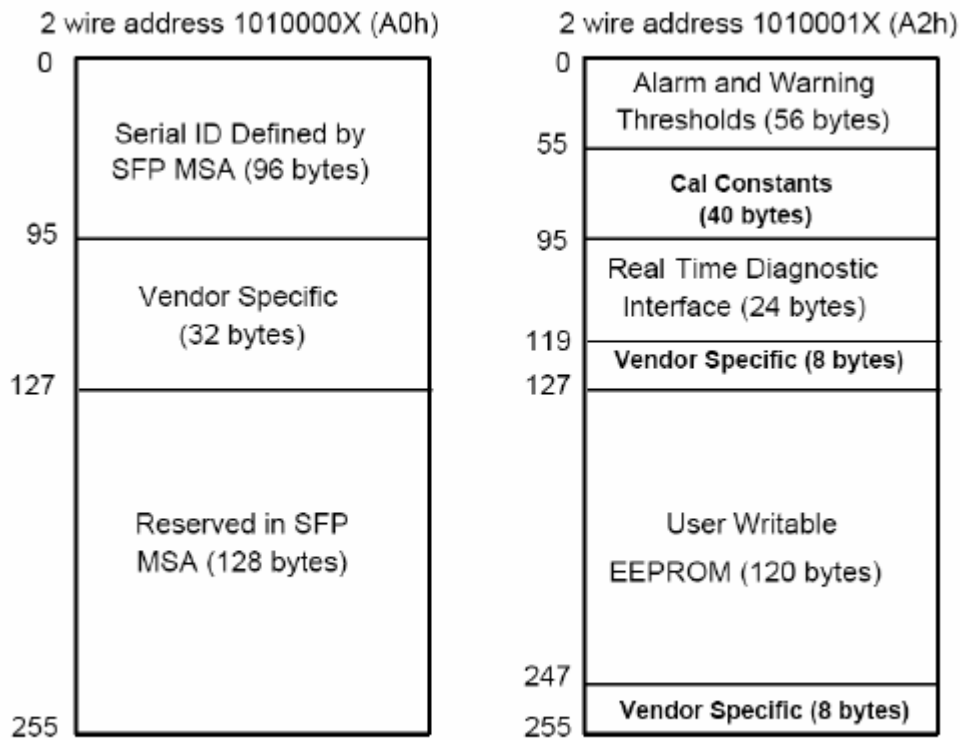 2 wire address 1010000X (A0h)
0
Serial ID Defined by
SFP MSA (96 bytes)
95
Vendor Specific
(32 bytes)
127
Reserved in SFP
MSA (128 bytes)
255
2 wire address 1010001X (A2h)
0
Alarm and Warning
Thresholds (56 bytes)
55
Cal Constants
(40 bytes)
95
Real Time Diagnostic
Interface (24 bytes)
119
Vendor Specific (8 bytes)
127
User Writable
EEPROM (120 bytes)
247
Vendor Specific (8 bytes)
255